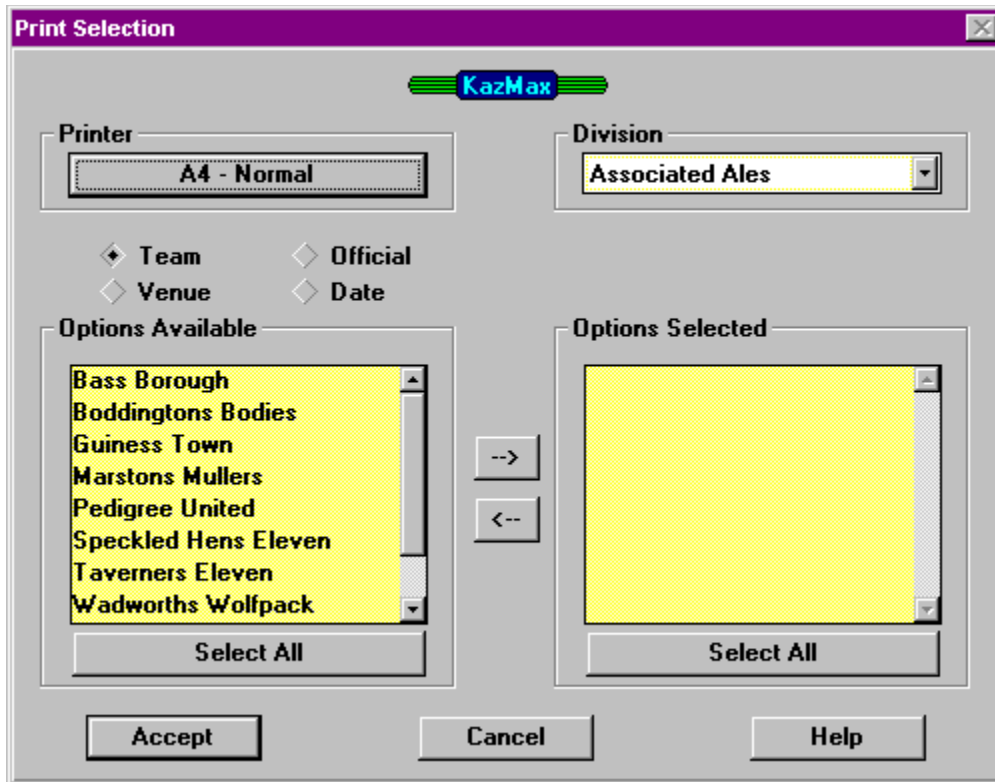 Print Selection
KazMax
Printer
Division
A4 - Normal
Associated Ales
Team
Official
Venue
Date
Options Available
Options Selected
Bass Borough
Boddingtons Bodies
Guiness Town
Marstons Mullers
Pedigree United
Speckled Hens Eleven
Taverners Eleven
Wadworths Wolfpack
-->
<--
Select All
Select All
Accept
Cancel
Help